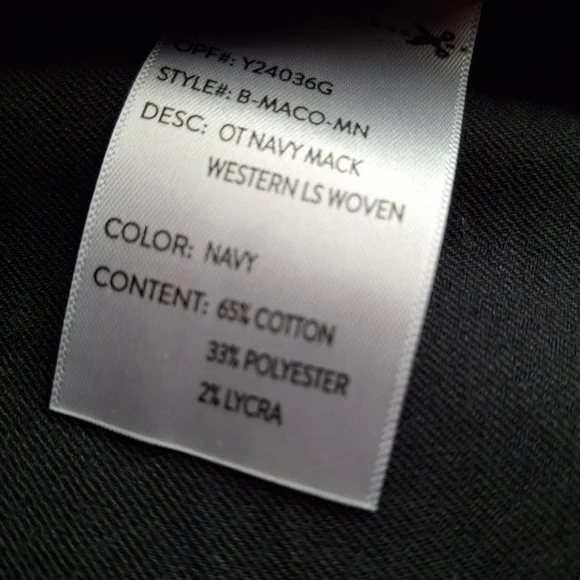 OPF#: Y24036G
STYLE#: B-MACO-MN
DESC: OT NAVY MACK
WESTERN LS WOVEN
COLOR: NAVY
CONTENT: 65% COTTON
33% POLYESTER
2% LYCRA